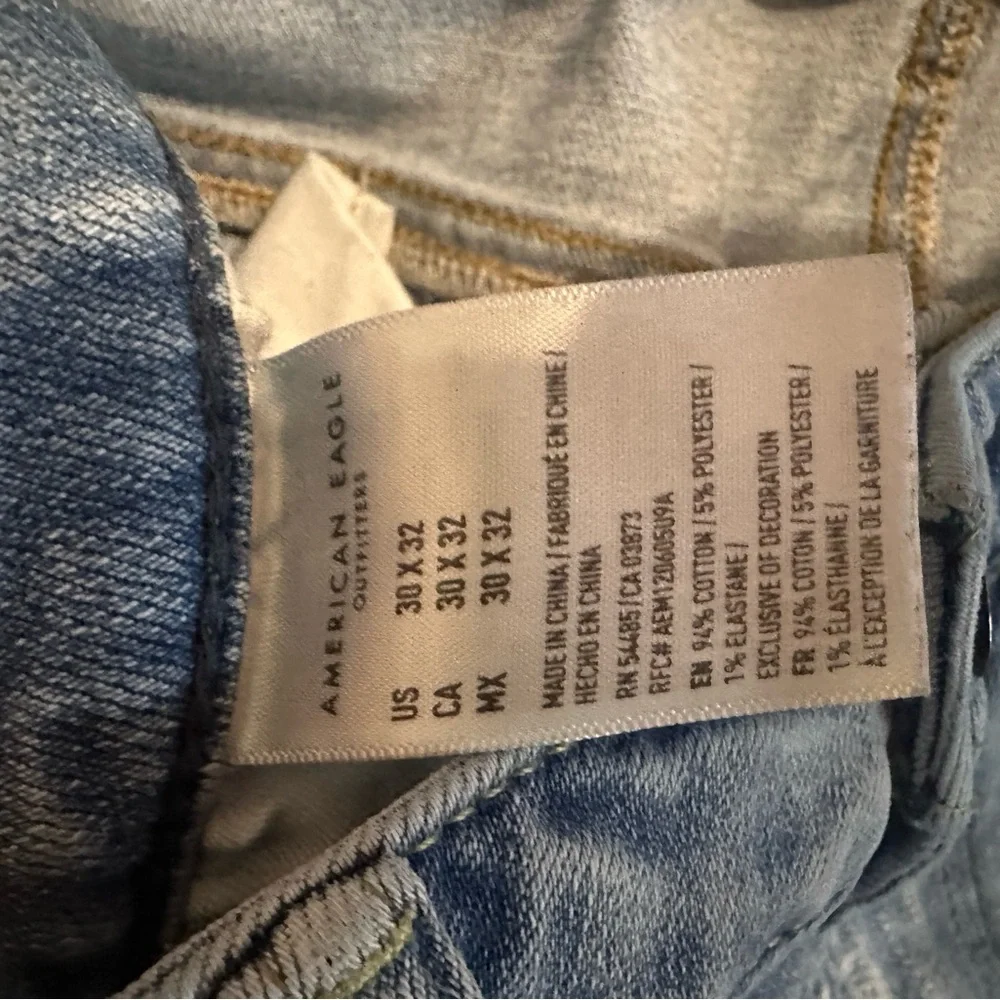 AMERICAN EAGLE
OUTFITTERS
US 30 X 32
CA 30 X 32
MX 30 X 32
MADE IN CHINA / FABRIQUÉ EN CHINE /
HECHO EN CHINA
RN 54485 / CA 03873
RFC# AEM120605U9A
EN 94% COTTON / 5% POLYESTER /
1% ELASTANE /
EXCLUSIVE OF DECORATION
FR 94% COTON / 5% POLYESTER /
1% ÉLASTHANNE /
À L'EXCEPTION DE LA GARNITURE